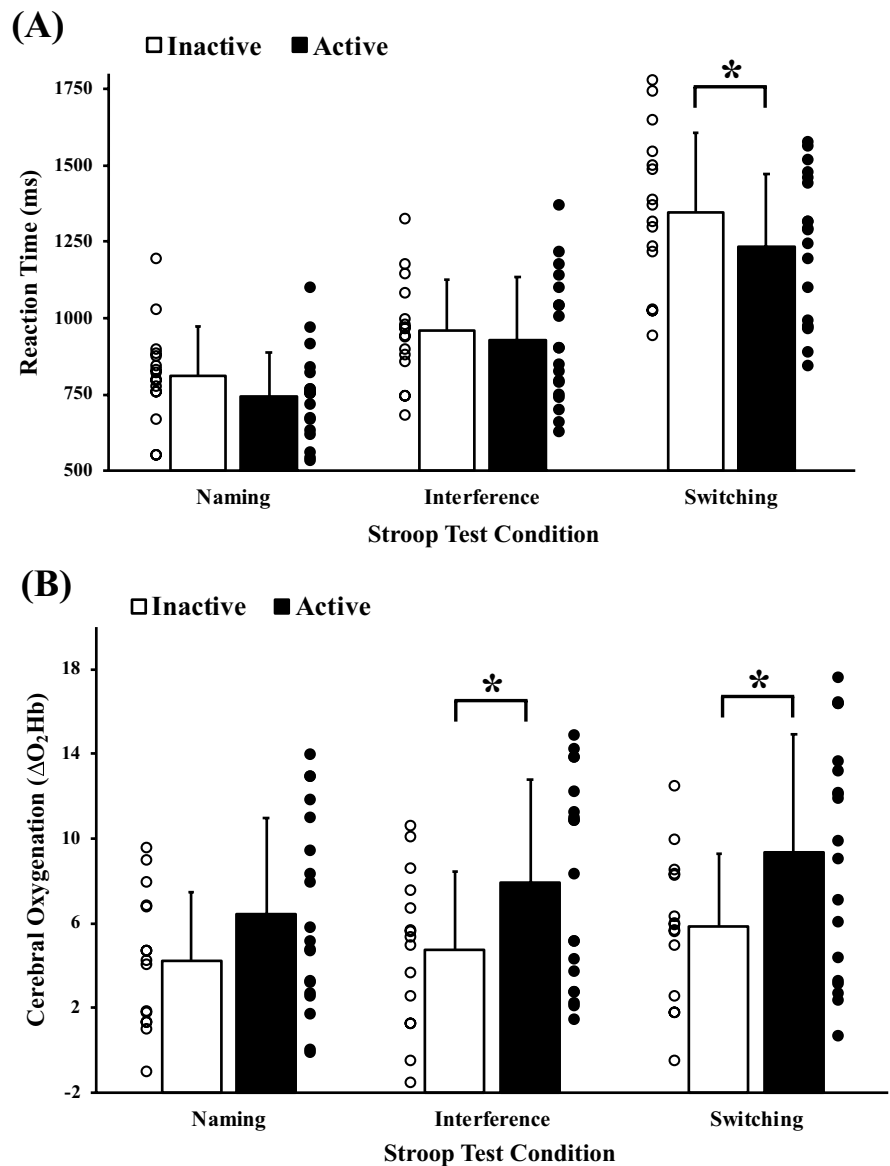 (A)
Inactive Active
*
1750
1500
1250
1000
750
500
Reaction Time (ms)
Naming Interference Switching
Stroop Test Condition
(B)
Inactive Active
* *
18
14
10
6
2
-2
Cerebral Oxygenation (ΔO₂Hb)
Naming Interference Switching
Stroop Test Condition